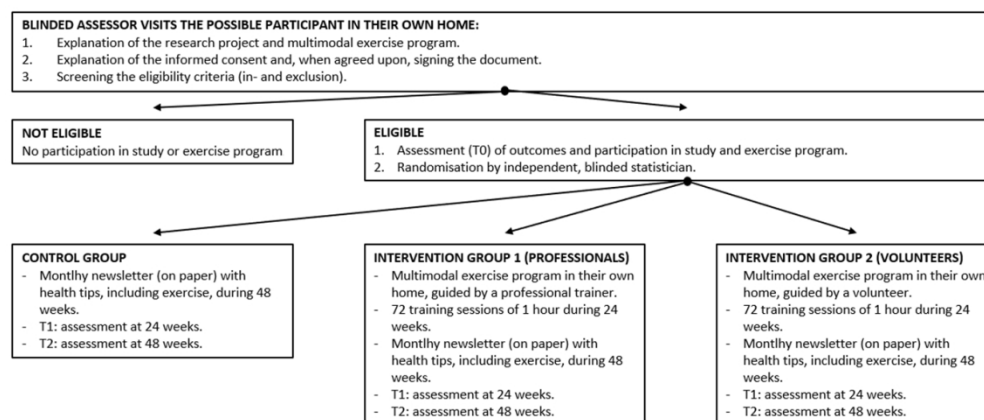 BLINDED ASSESSOR VISITS THE POSSIBLE PARTICIPANT IN THEIR OWN HOME:
1. Explanation of the research project and multimodal exercise program.
2. Explanation of the informed consent and, when agreed upon, signing the document.
3. Screening the eligibility criteria (in- and exclusion).
NOT ELIGIBLE
No participation in study or exercise program
ELIGIBLE
1. Assessment (T0) of outcomes and participation in study and exercise program.
2. Randomisation by independent, blinded statistician.
CONTROL GROUP
- Montlhy newsletter (on paper) with
health tips, including exercise, during 48
weeks.
- T1: assessment at 24 weeks.
- T2: assessment at 48 weeks.
INTERVENTION GROUP 1 (PROFESSIONALS)
- Multimodal exercise program in their own
home, guided by a professional trainer.
- 72 training sessions of 1 hour during 24
weeks.
- Montlhy newsletter (on paper) with
health tips, including exercise, during 48
weeks.
- T1: assessment at 24 weeks.
- T2: assessment at 48 weeks.
INTERVENTION GROUP 2 (VOLUNTEERS)
- Multimodal exercise program in their own
home, guided by a volunteer.
- 72 training sessions of 1 hour during 24
weeks.
- Montlhy newsletter (on paper) with
health tips, including exercise, during 48
weeks.
- T1: assessment at 24 weeks.
- T2: assessment at 48 weeks.